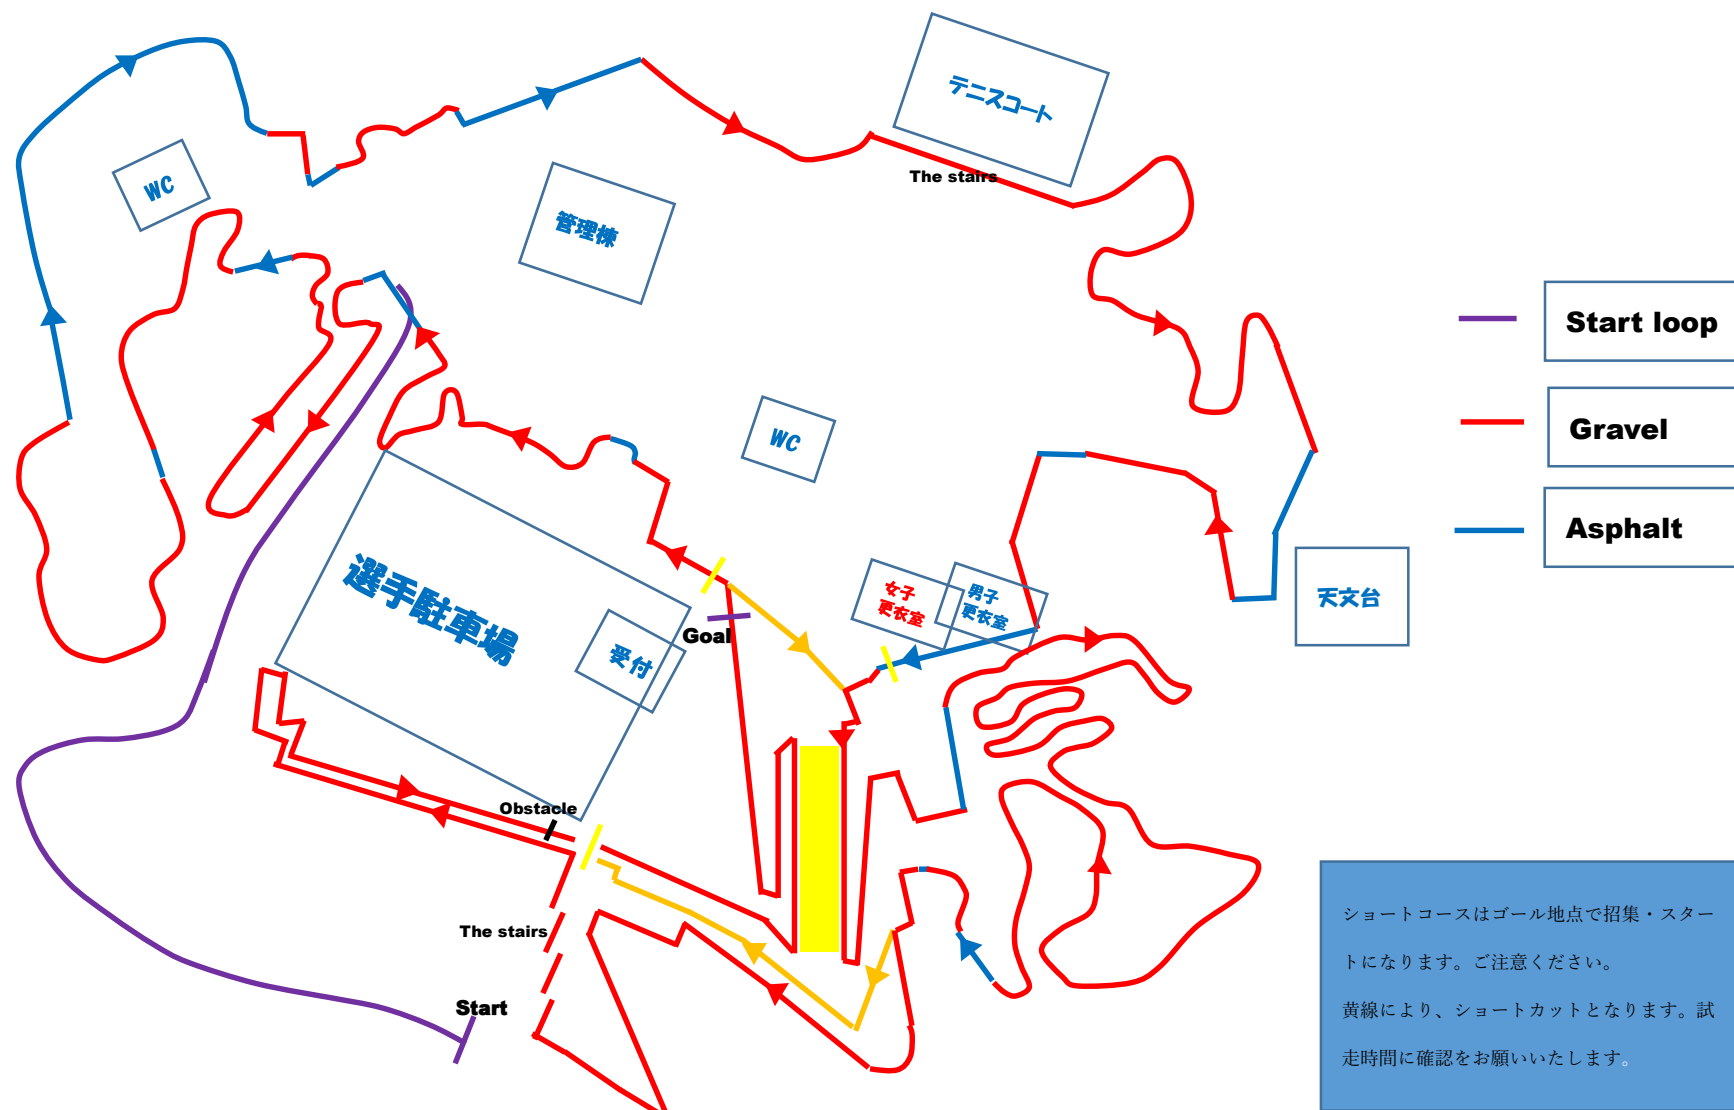 テニスコート
The stairs
WC
管理棟
Start loop
Gravel
Asphalt
WC
選手駐車場
受付
Goal
女子
更衣室
男子
更衣室
天文台
Obstacle
The stairs
Start
ショートコースはゴール地点で招集・スター
トになります。ご注意ください。
黄線により、ショートカットとなります。試
走時間に確認をお願いいたします。